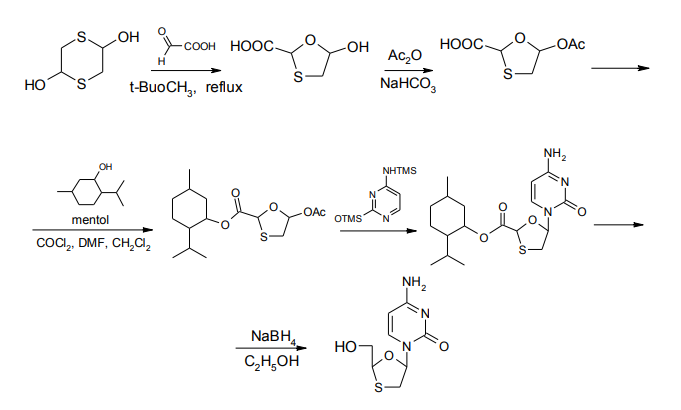 S OH
HO S
O
H COOH
t-BuoCH3, reflux
HOOC O OH
S
Ac2O
NaHCO3
HOOC O OAc
S
OH
mentol
COCl2, DMF, CH2Cl2
O O OAc
O S
NHTMS
N
OTMS N
NH2
N
O O N O
O S
NaBH4
C2H5OH
NH2
N
HO O N O
S